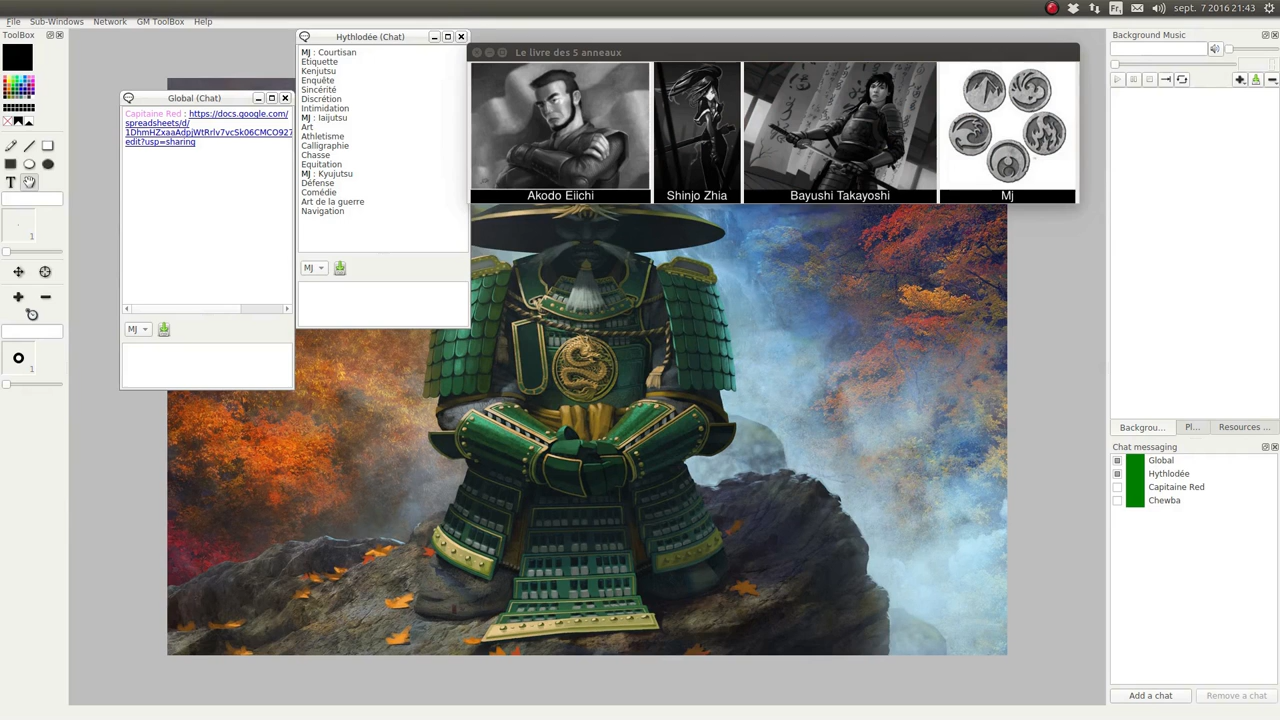 Fr
sept. 7 2016 21:43
File Sub-Windows Network GM ToolBox Help
ToolBox
1
1
Global (Chat)
Capitaine Red : https://docs.google.com/
spreadsheets/d/
edit?usp=sharing
MJ
Hythlodée (Chat)
MJ : Courtisan
Etiquette
Kenjutsu
Enquête
Sincérité
Discrétion
Intimidation
MJ : Iaijutsu
Art
Athletisme
Calligraphie
Chasse
Equitation
MJ : Kyujutsu
Défense
Comédie
Art de la guerre
Navigation
MJ
Le livre des 5 anneaux
Akodo Eiichi
Shinjo Zhia
Bayushi Takayoshi
Mj
Background Music
Backgrou... Pl... Resources ...
Chat messaging
Global
Hythlodée
Capitaine Red
Chewba
Add a chat Remove a chat